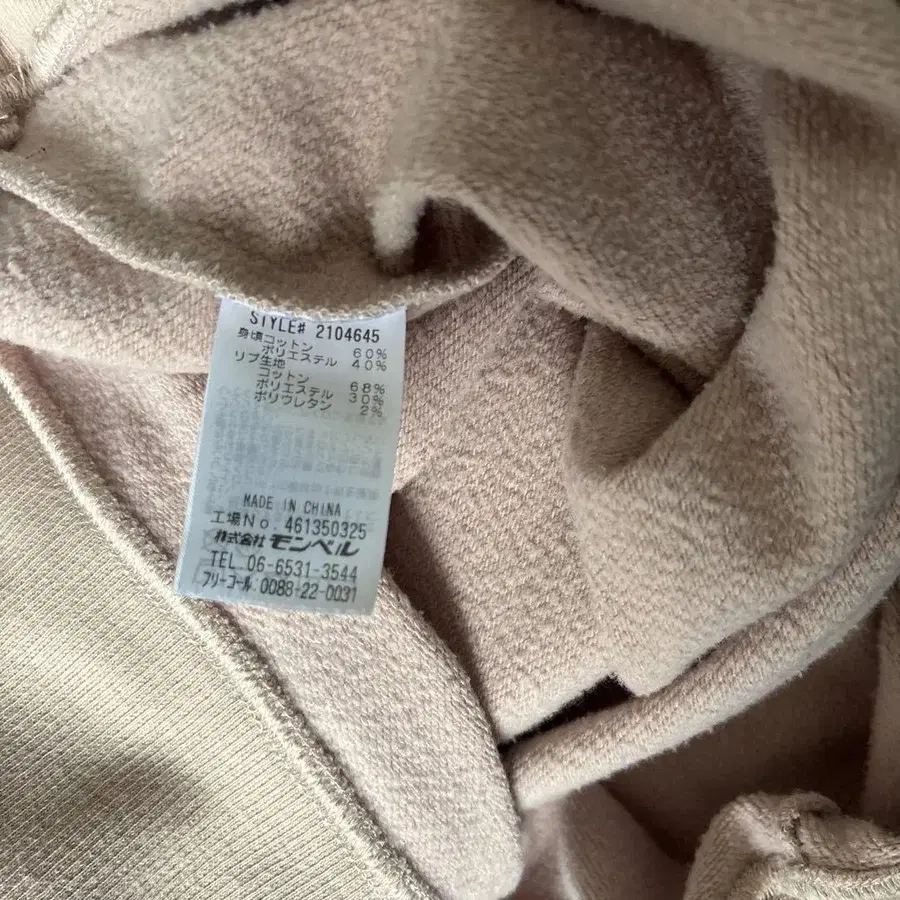 STYLE# 2104645
身頃コットン 60%
ポリエステル 40%
リブ生地
コットン 68%
ポリエステル 30%
ポリウレタン 2%
MADE IN CHINA
工場No. 461350325
株式会社 モンベル
TEL.06-6531-3544
フリーコール.0088-22-0031